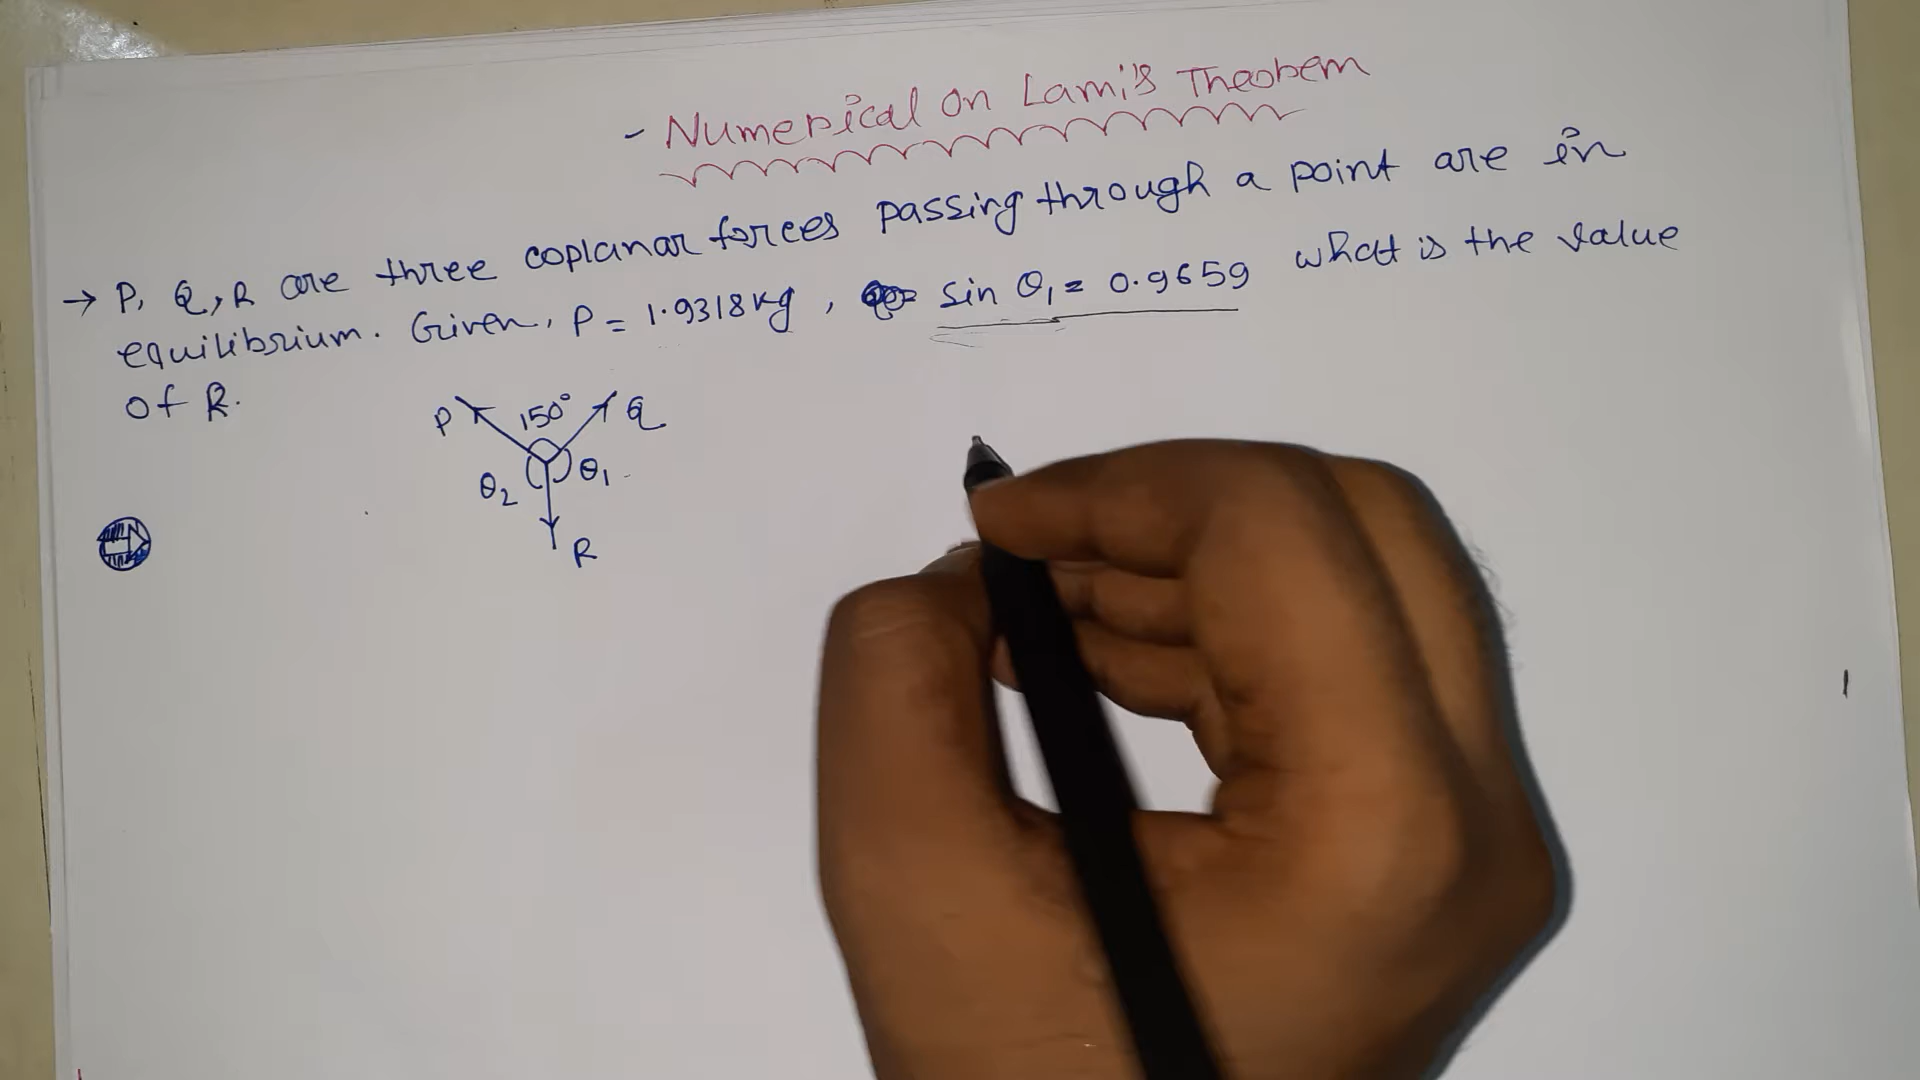 - Numerical on Lami's Theorem
→ P, Q, R are three coplanar forces passing through a point are in
equilibrium. Given, P = 1.9318 kg, sin θ₁ = 0.9659 what is the value
of R.
P 150° Q
θ₂ θ₁
R